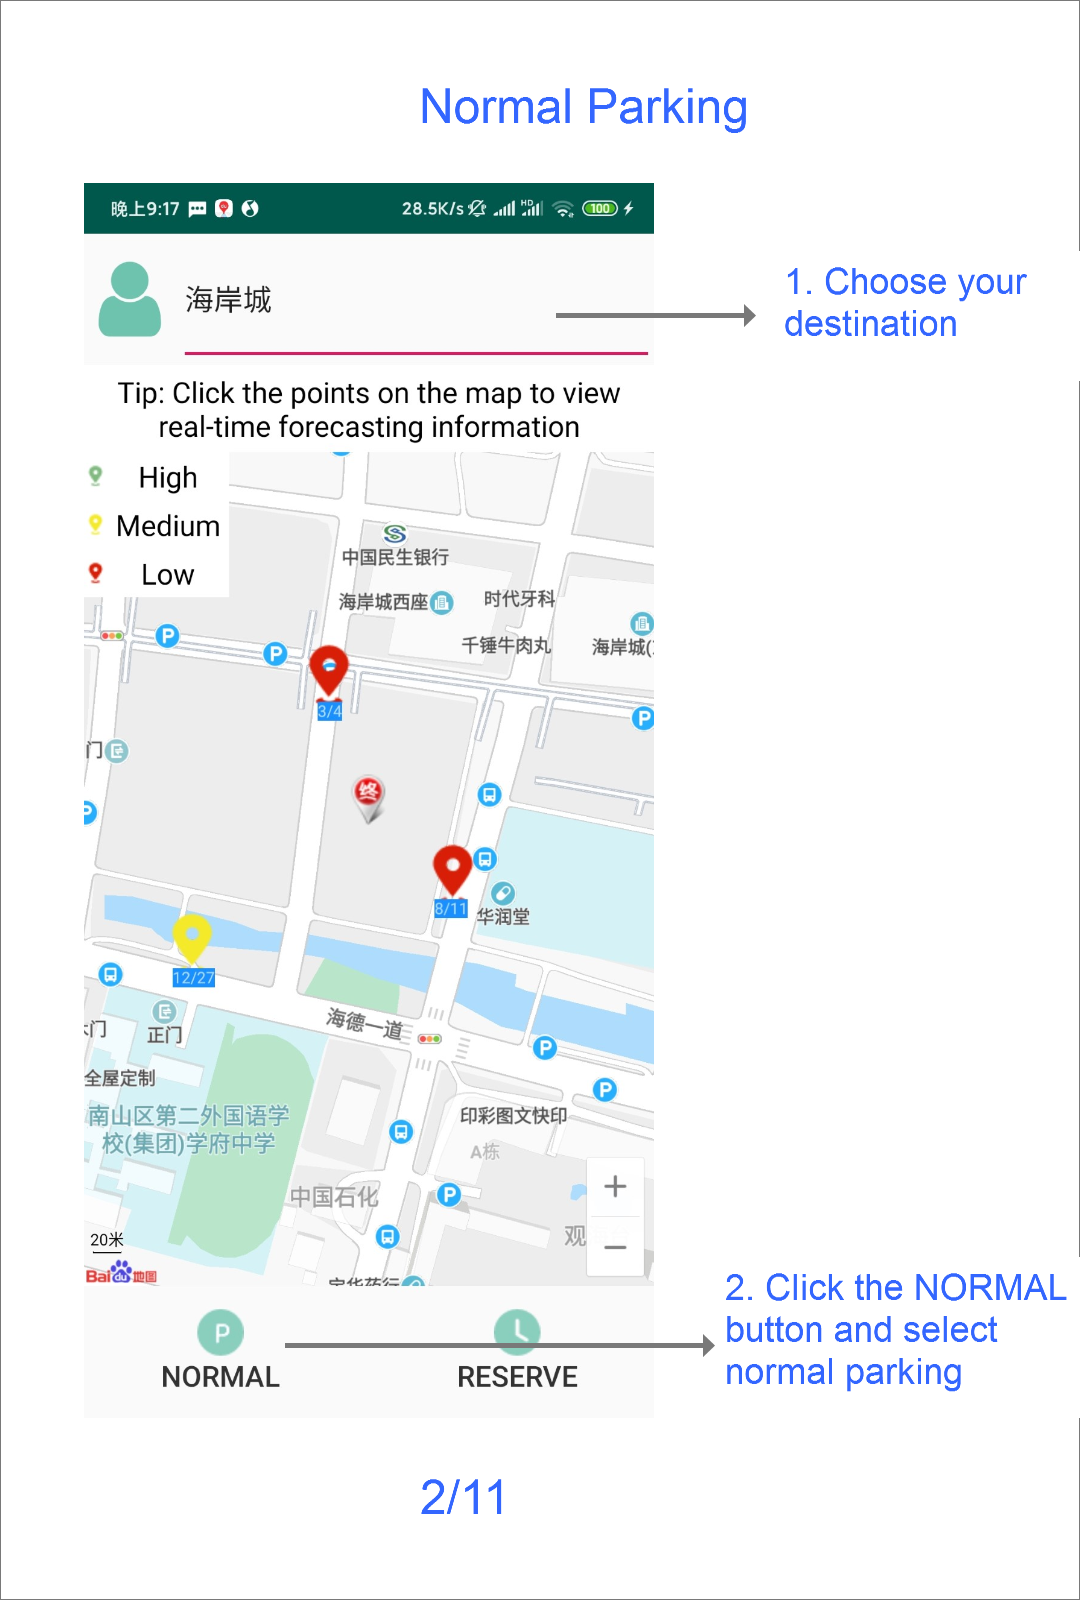 Normal Parking
晚上9:17
28.5K/s
HD
100
海岸城
1. Choose your
destination
Tip: Click the points on the map to view
real-time forecasting information
High
Medium
Low
中国民生银行
海岸城西座
时代牙科
千锤牛肉丸
海岸城(
P
P
3/4
P
门
终
P
8/11
华润堂
12/27
正门
门
海德一道
P
全屋定制
P
南山区第二外国语学
校(集团)学府中学
印彩图文快印
A栋
中国石化
P
+
观
20米
−
Bai du 地图
2. Click the NORMAL
button and select
normal parking
P
NORMAL
RESERVE
2/11